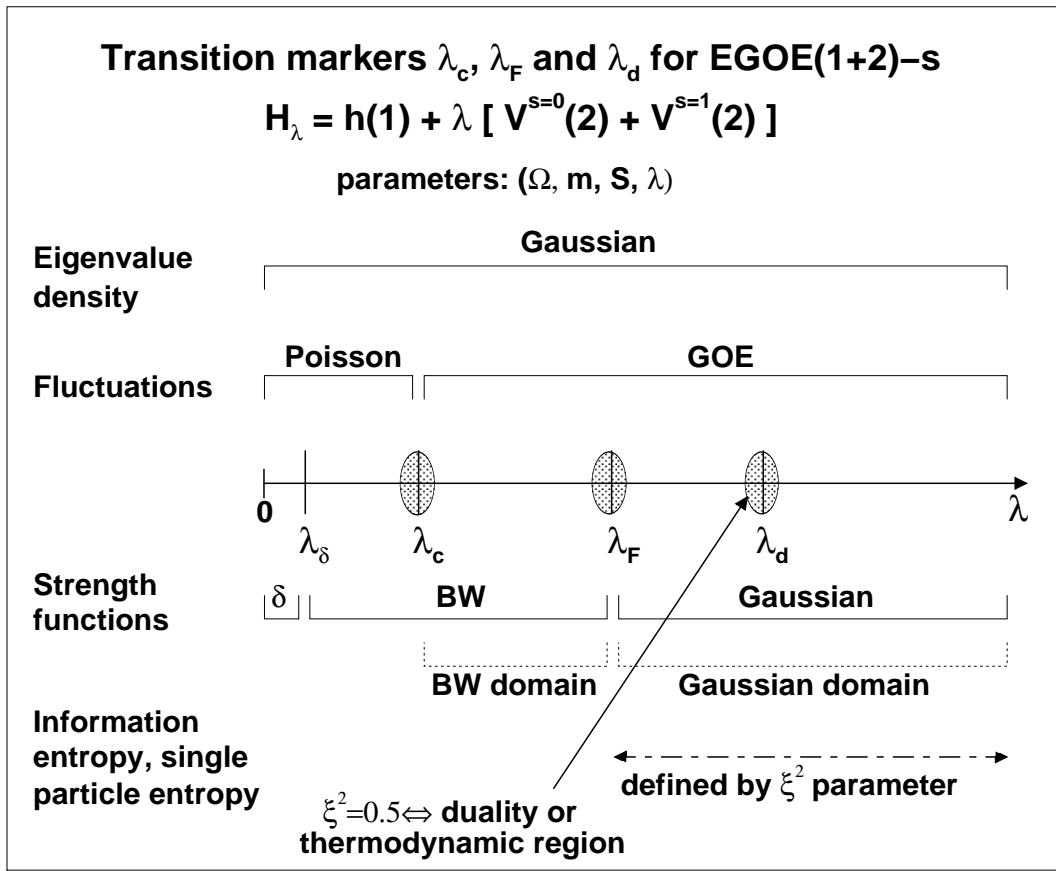 Transition markers λc, λF and λd for EGOE(1+2)−s
Hλ = h(1) + λ [ V^s=0(2) + V^s=1(2) ]
parameters: (Ω, m, S, λ)
Gaussian
Eigenvalue
density
Poisson
GOE
Fluctuations
0
λδ
λc
λF
λd
λ
Strength
functions
δ
BW
Gaussian
BW domain
Gaussian domain
Information
entropy, single
particle entropy
defined by ξ² parameter
ξ²=0.5⇔ duality or
thermodynamic region